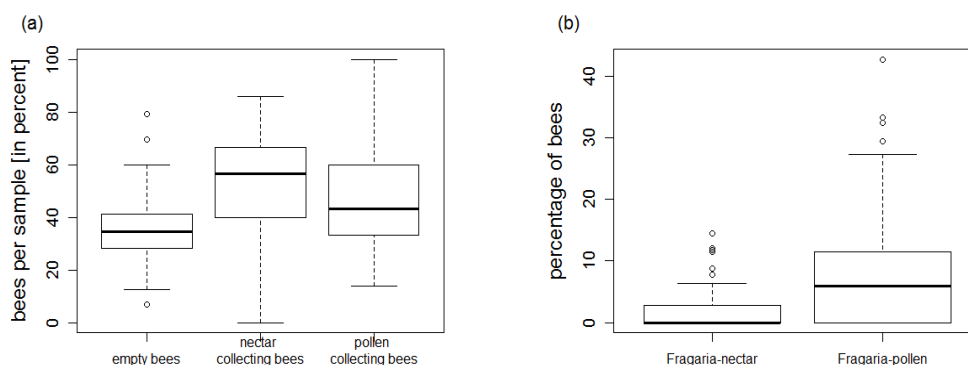 (a)
bees per sample [in percent]
100
80
60
40
20
0
empty bees
nectar
collecting bees
pollen
collecting bees
(b)
percentage of bees
40
30
20
10
0
Fragaria-nectar
Fragaria-pollen